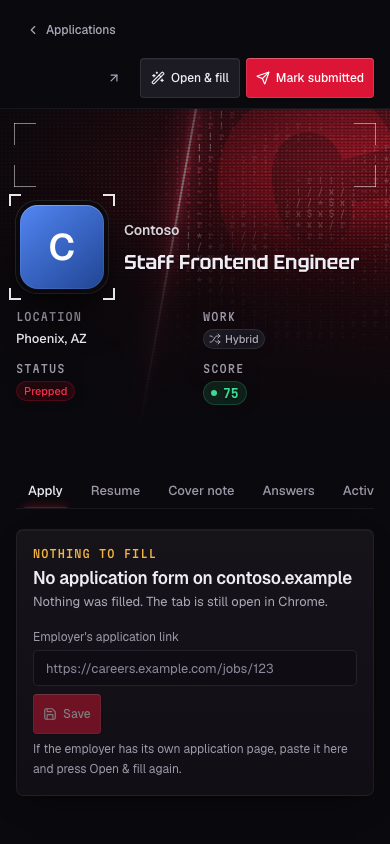 Applications
Open & fill
Mark submitted
C
Contoso
Staff Frontend Engineer
LOCATION
WORK
Phoenix, AZ
Hybrid
STATUS
SCORE
Prepped
75
Apply
Resume
Cover note
Answers
Activ
NOTHING TO FILL
No application form on contoso.example
Nothing was filled. The tab is still open in Chrome.
Employer's application link
https://careers.example.com/jobs/123
Save
If the employer has its own application page, paste it here
and press Open & fill again.